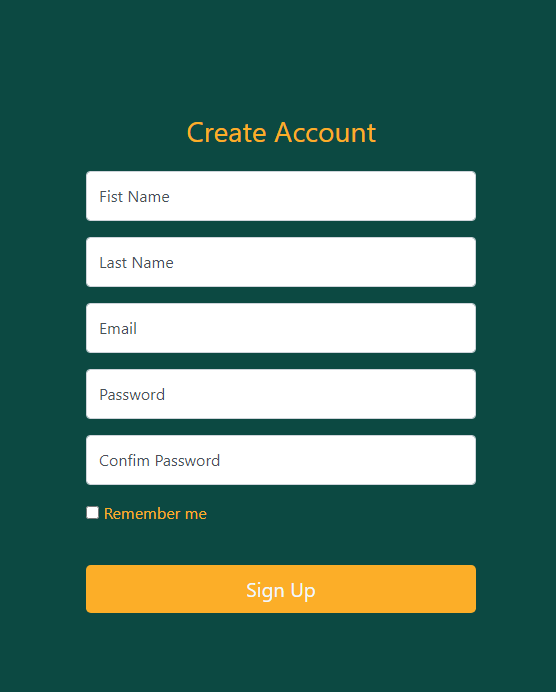 Create Account
Fist Name
Last Name
Email
Password
Confim Password
Remember me
Sign Up